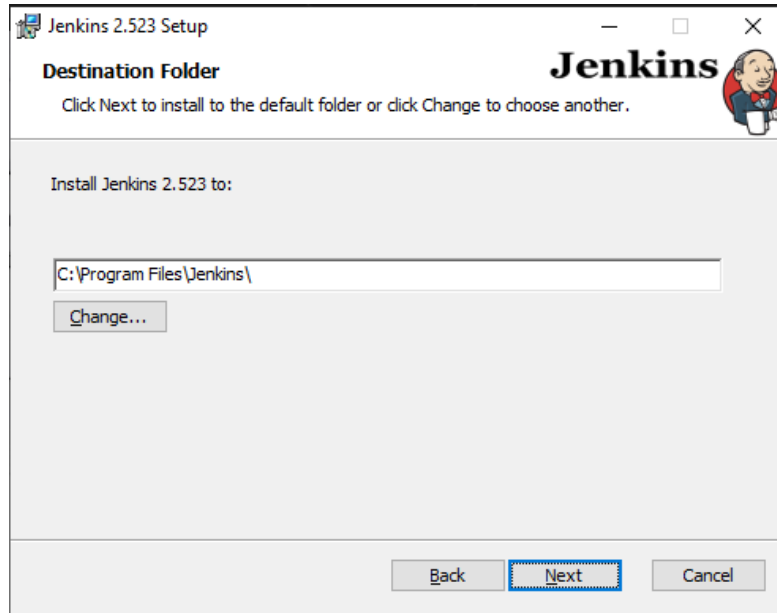 Jenkins 2.523 Setup
Destination Folder
Jenkins
Click Next to install to the default folder or click Change to choose another.
Install Jenkins 2.523 to:
C:\Program Files\Jenkins\
Change...
Back
Next
Cancel